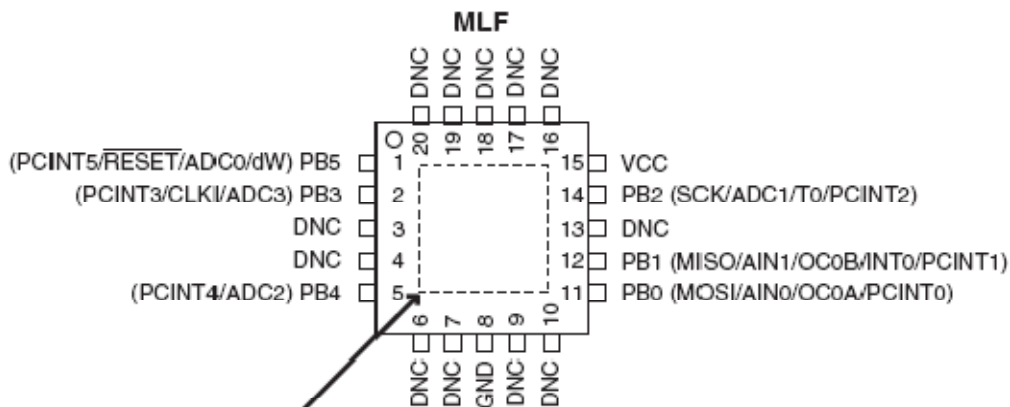 MLF
DNC DNC DNC DNC DNC
20 19 18 17 16
(PCINT5/RESET/ADC0/dW) PB5 1
(PCINT3/CLKI/ADC3) PB3 2
DNC 3
DNC 4
(PCINT4/ADC2) PB4 5
15 VCC
14 PB2 (SCK/ADC1/T0/PCINT2)
13 DNC
12 PB1 (MISO/AIN1/OC0B/INT0/PCINT1)
11 PB0 (MOSI/AIN0/OC0A/PCINT0)
6 7 8 9 10
DNC DNC GND DNC DNC